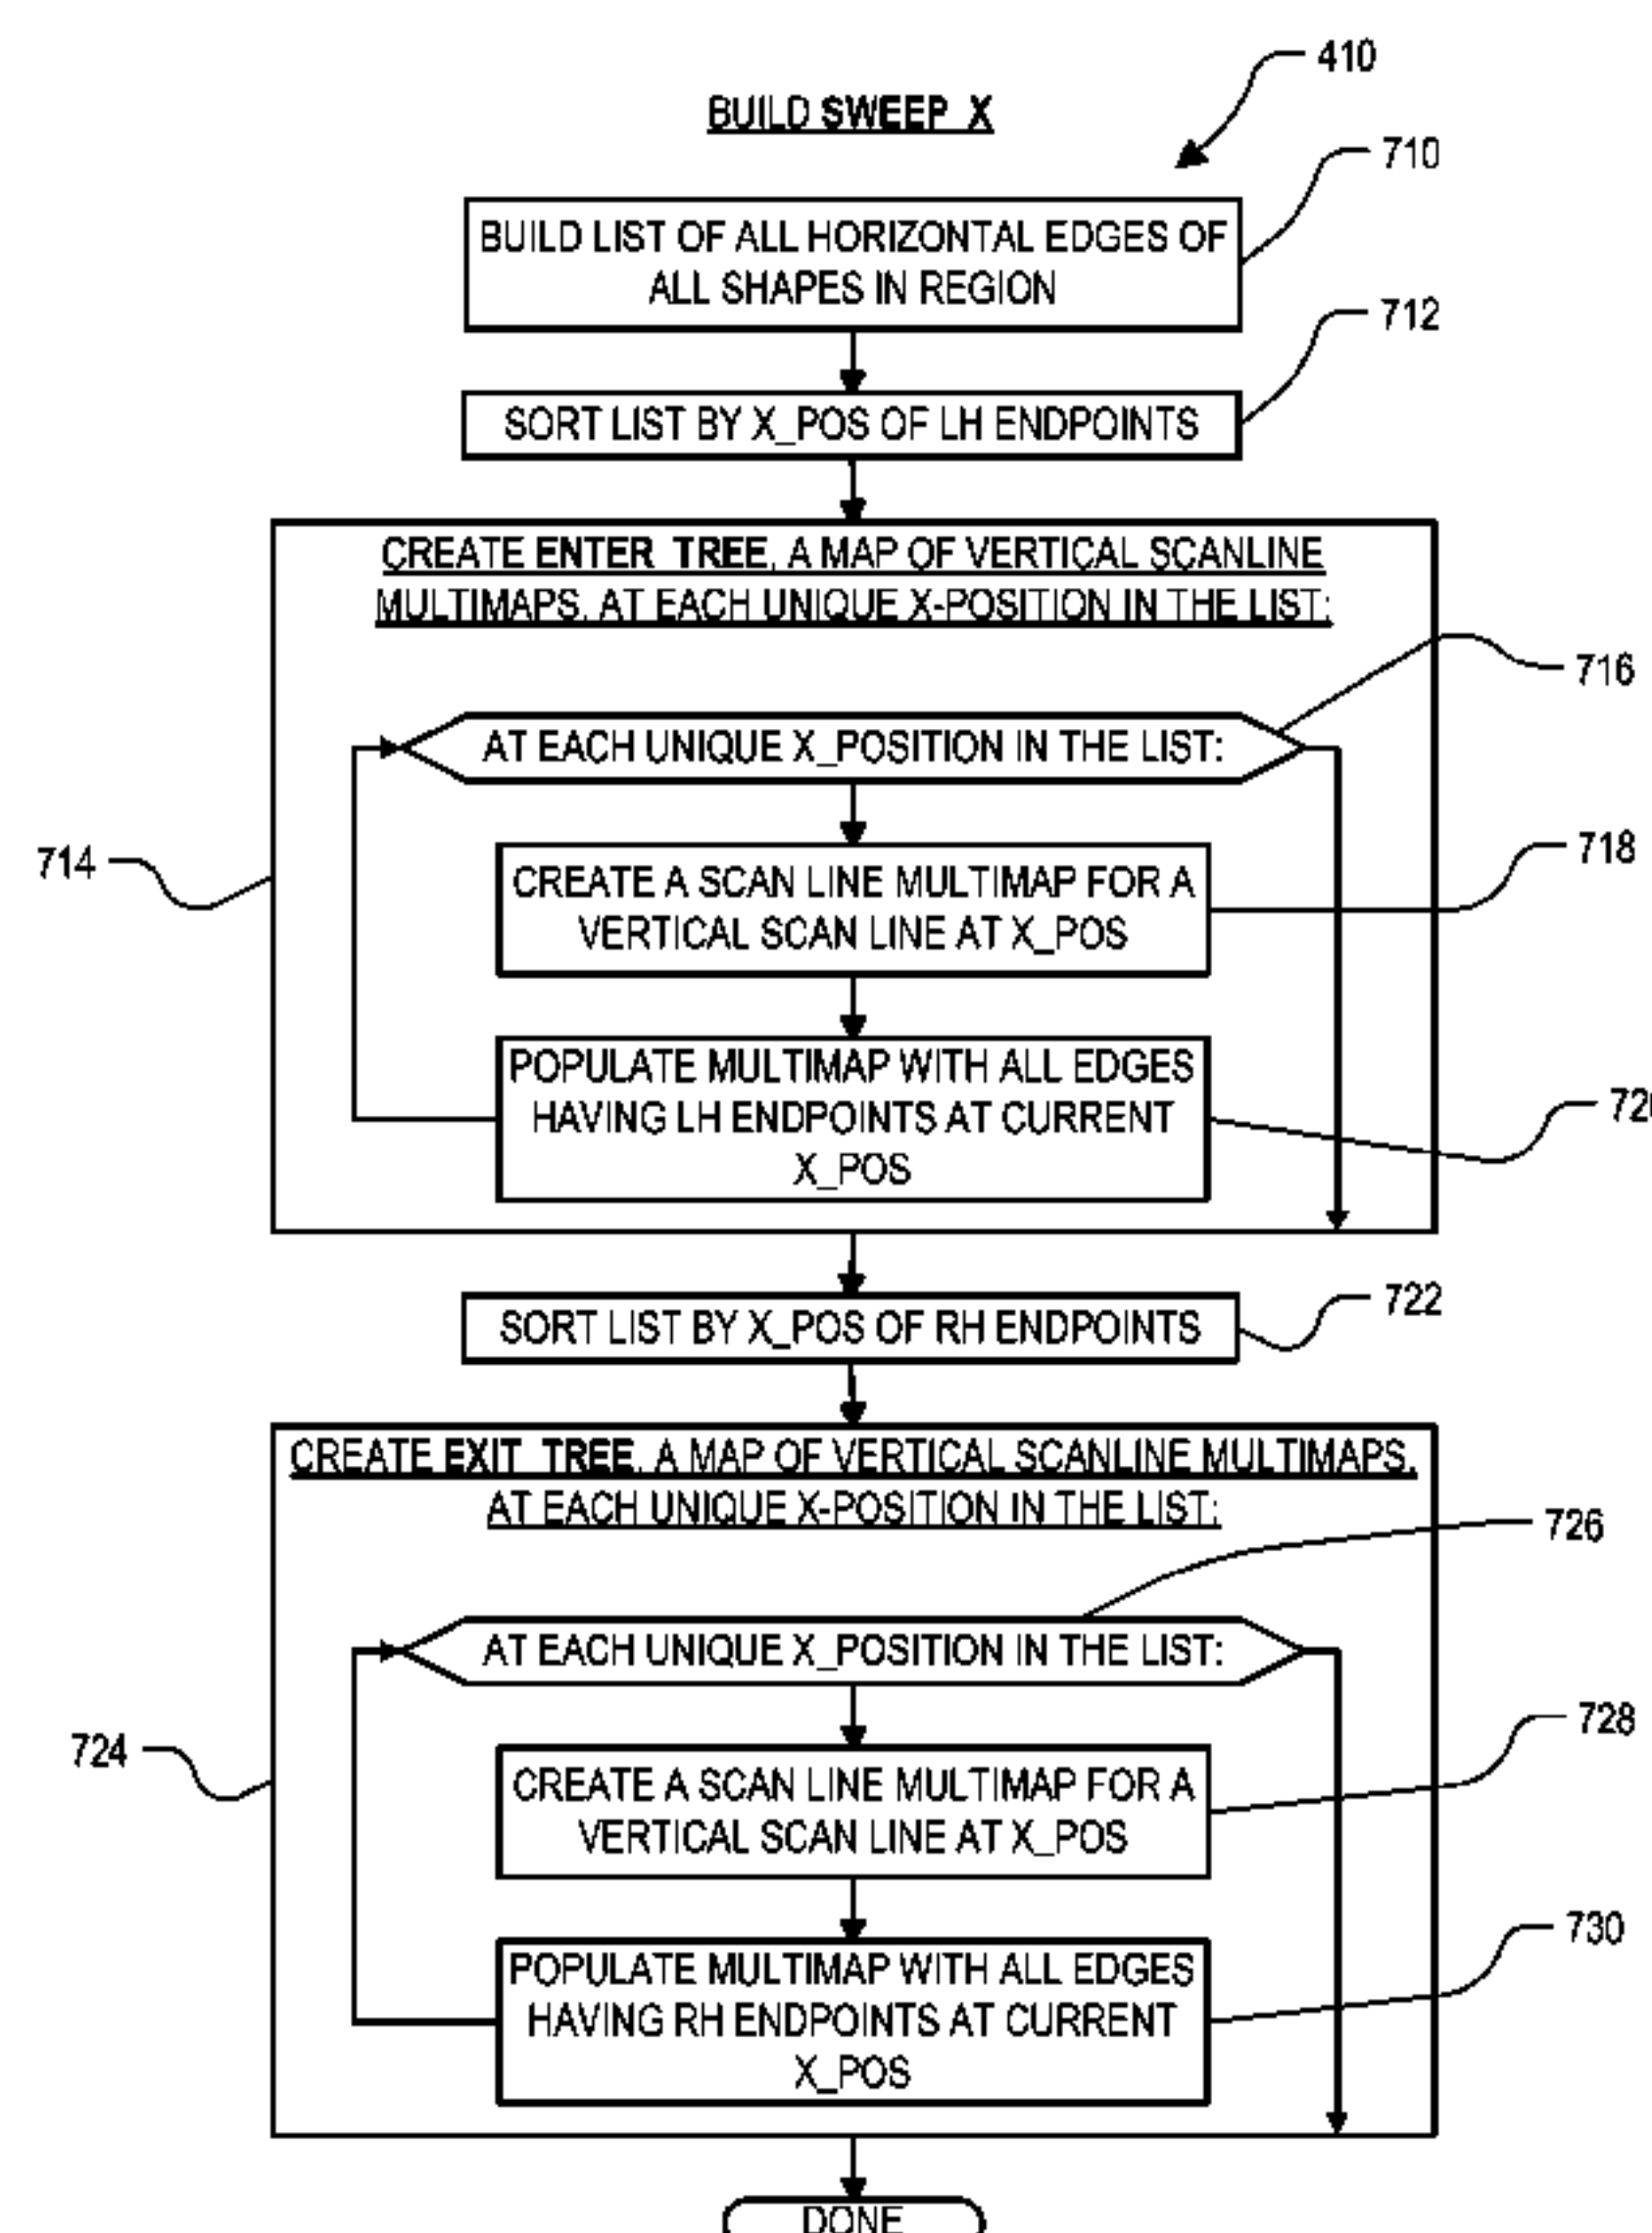 410
BUILD SWEEP_X
710
BUILD LIST OF ALL HORIZONTAL EDGES OF
ALL SHAPES IN REGION
712
SORT LIST BY X_POS OF LH ENDPOINTS
CREATE ENTER_TREE, A MAP OF VERTICAL SCANLINE
MULTIMAPS, AT EACH UNIQUE X-POSITION IN THE LIST:
716
AT EACH UNIQUE X_POSITION IN THE LIST:
714
718
CREATE A SCAN LINE MULTIMAP FOR A
VERTICAL SCAN LINE AT X_POS
POPULATE MULTIMAP WITH ALL EDGES
HAVING LH ENDPOINTS AT CURRENT
X_POS
722
SORT LIST BY X_POS OF RH ENDPOINTS
CREATE EXIT_TREE, A MAP OF VERTICAL SCANLINE MULTIMAPS,
AT EACH UNIQUE X-POSITION IN THE LIST:
726
AT EACH UNIQUE X_POSITION IN THE LIST:
724
728
CREATE A SCAN LINE MULTIMAP FOR A
VERTICAL SCAN LINE AT X_POS
730
POPULATE MULTIMAP WITH ALL EDGES
HAVING RH ENDPOINTS AT CURRENT
X_POS
DONE